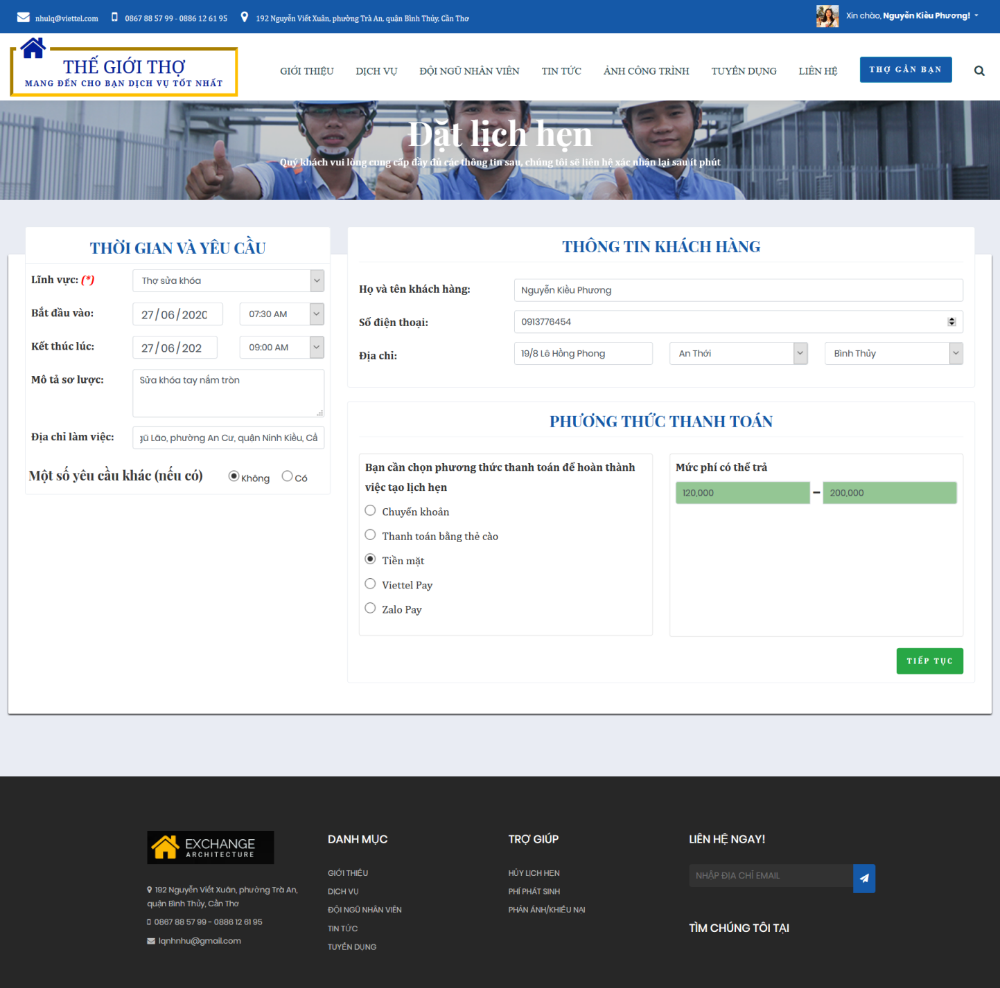 nhulq@viettel.com 0867 88 57 99 - 0886 12 61 95 192 Nguyễn Viết Xuân, phường Trà An, quận Bình Thủy, Cần Thơ
Xin chào, Nguyễn Kiều Phương!
THẾ GIỚI THỢ
MANG ĐẾN CHO BẠN DỊCH VỤ TỐT NHẤT
GIỚI THIỆU DỊCH VỤ ĐỘI NGŨ NHÂN VIÊN TIN TỨC ẢNH CÔNG TRÌNH TUYỂN DỤNG LIÊN HỆ THỢ GẦN BẠN
Đặt lịch hẹn
Quý khách vui lòng cung cấp đầy đủ các thông tin sau, chúng tôi sẽ liên hệ xác nhận lại sau ít phút
THỜI GIAN VÀ YÊU CẦU
Lĩnh vực: (*) Thợ sửa khóa
Bắt đầu vào: 27/06/2020 07:30 AM
Kết thúc lúc: 27/06/202 09:00 AM
Mô tả sơ lược: Sửa khóa tay nắm tròn
Địa chỉ làm việc: gũ Lão, phường An Cư, quận Ninh Kiều, Cầ
Một số yêu cầu khác (nếu có) Không Có
THÔNG TIN KHÁCH HÀNG
Họ và tên khách hàng: Nguyễn Kiều Phương
Số điện thoại: 0913776454
Địa chỉ: 19/8 Lê Hồng Phong An Thới Bình Thủy
PHƯƠNG THỨC THANH TOÁN
Bạn cần chọn phương thức thanh toán để hoàn thành
việc tạo lịch hẹn
Chuyển khoản
Thanh toán bằng thẻ cào
Tiền mặt
Viettel Pay
Zalo Pay
Mức phí có thể trả
120,000 - 200,000
TIẾP TỤC
EXCHANGE
ARCHITECTURE
192 Nguyễn Viết Xuân, phường Trà An,
quận Bình Thủy, Cần Thơ
0867 88 57 99 - 0886 12 61 95
lqnhnhu@gmail.com
DANH MỤC
GIỚI THIỆU
DỊCH VỤ
ĐỘI NGŨ NHÂN VIÊN
TIN TỨC
TUYỂN DỤNG
TRỢ GIÚP
HỦY LỊCH HẸN
PHÍ PHÁT SINH
PHẢN ÁNH/KHIẾU NẠI
LIÊN HỆ NGAY!
NHẬP ĐỊA CHỈ EMAIL
TÌM CHÚNG TÔI TẠI